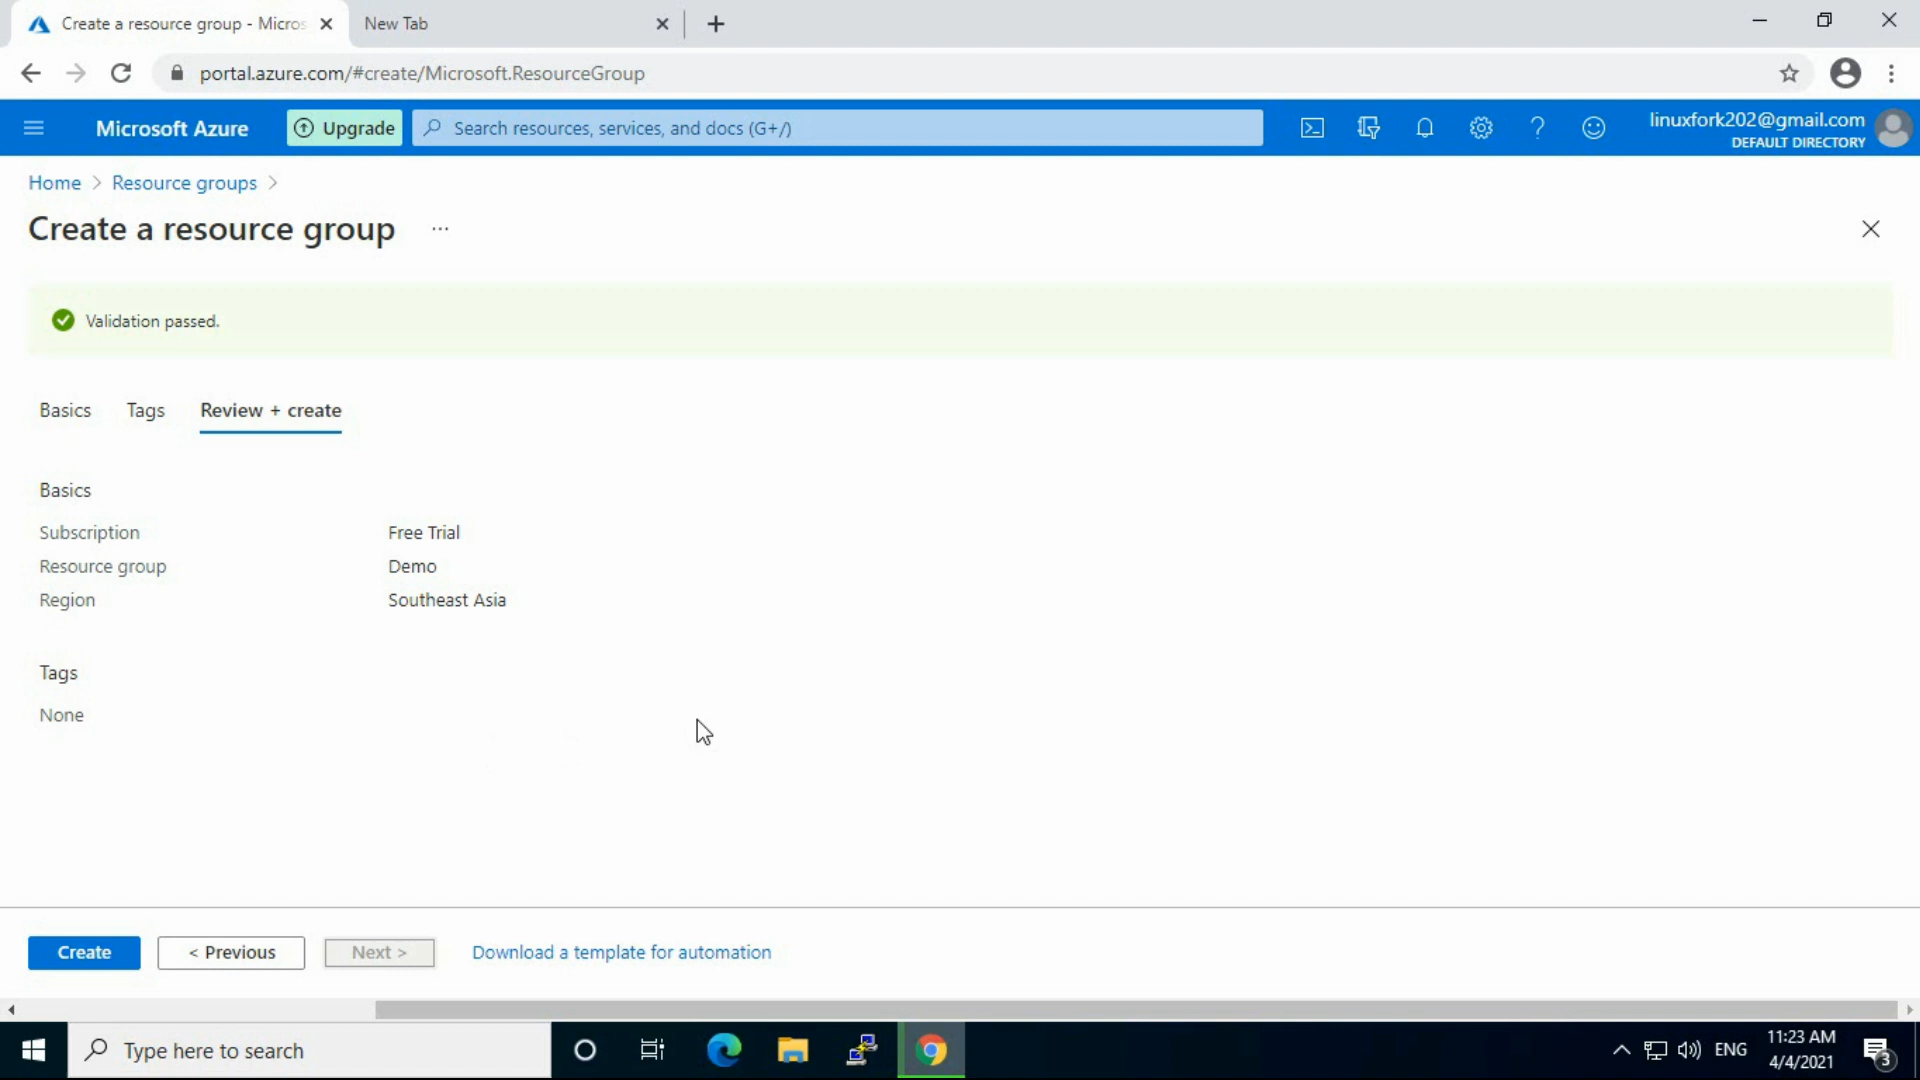 Create a resource group - Micros
New Tab
portal.azure.com/#create/Microsoft.ResourceGroup
Microsoft Azure
Upgrade
Search resources, services, and docs (G+/)
linuxfork202@gmail.com
DEFAULT DIRECTORY
Home > Resource groups >
Create a resource group ...
Validation passed.
Basics Tags Review + create
Basics
Subscription Free Trial
Resource group Demo
Region Southeast Asia
Tags
None
Create < Previous Next > Download a template for automation
Type here to search
ENG
11:23 AM
4/4/2021
3